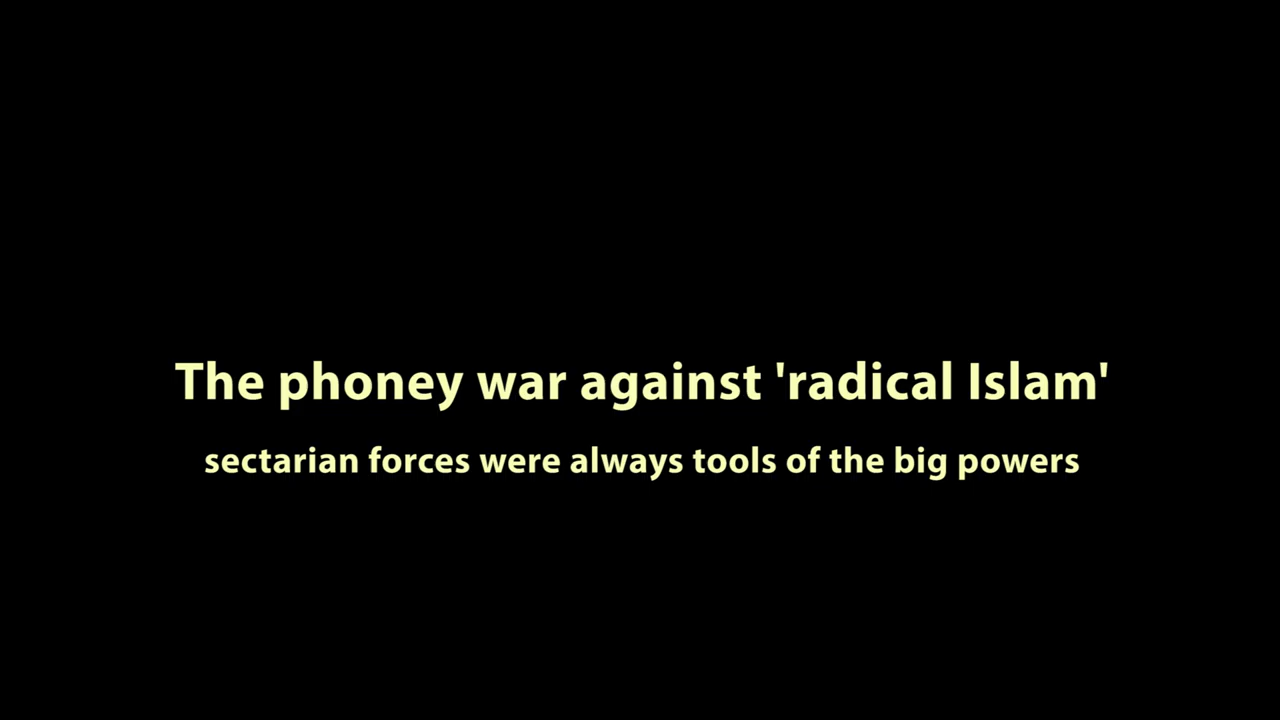 The phoney war against 'radical Islam'
sectarian forces were always tools of the big powers